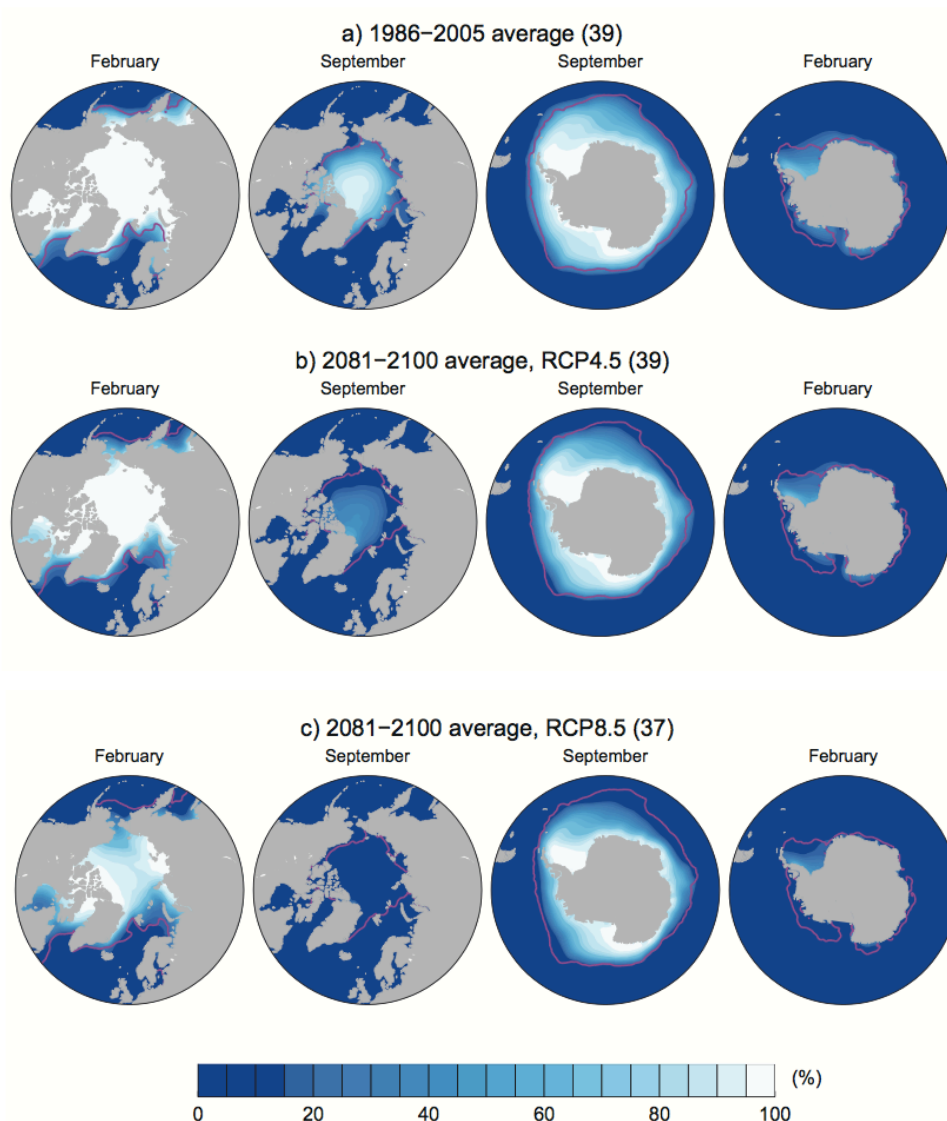 a) 1986−2005 average (39)
February September September February
b) 2081−2100 average, RCP4.5 (39)
February September September February
c) 2081−2100 average, RCP8.5 (37)
February September September February
(%)
0 20 40 60 80 100